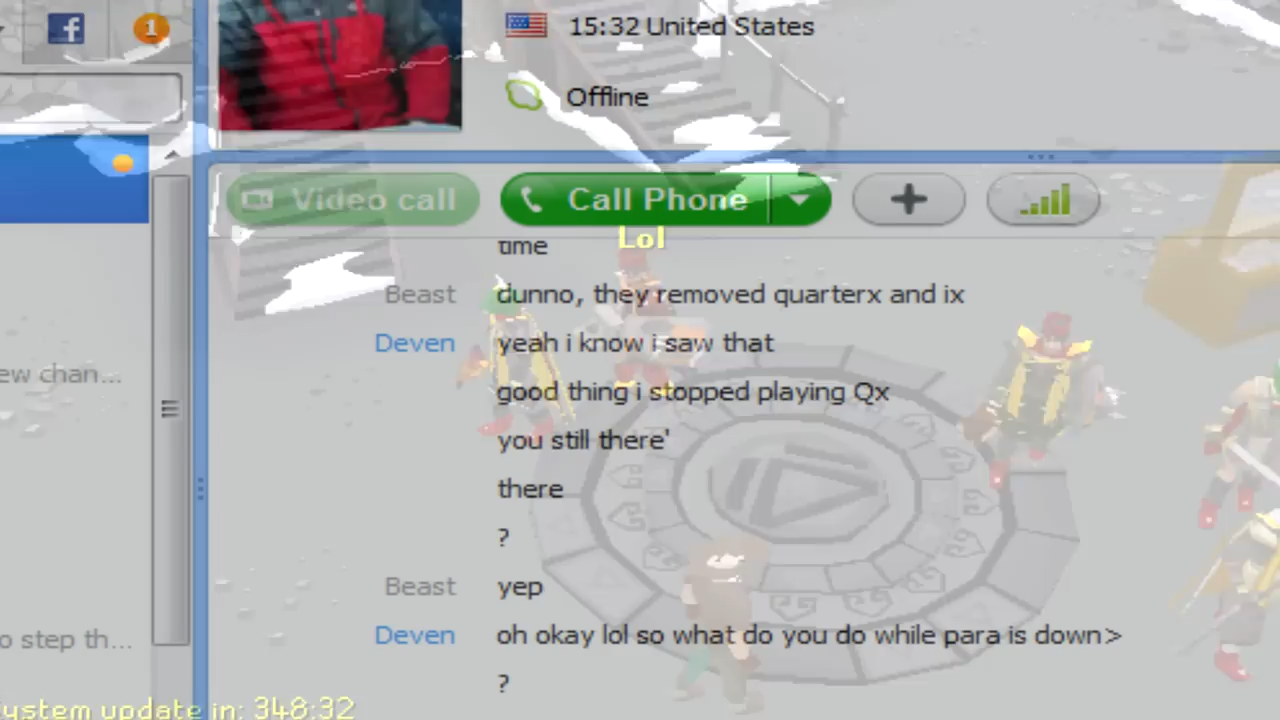 1
15:32 United States
Offline
Video call
Call Phone
Lol
time
Beast dunno, they removed quarterx and ix
Deven yeah i know i saw that
good thing i stopped playing Qx
you still there'
there
?
Beast yep
Deven oh okay lol so what do you do while para is down>
?
ew chan...
o step th...
ystem update in: 348:32